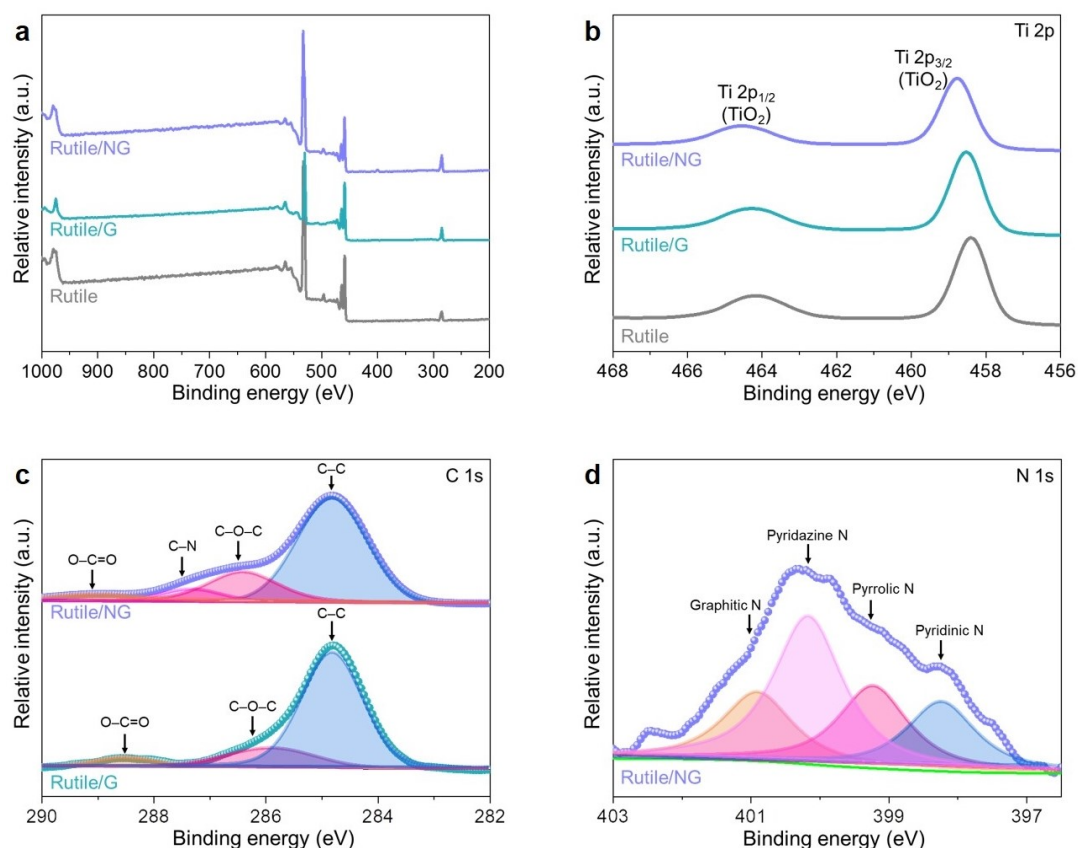 a
Relative intensity (a.u.)
Rutile/NG
Rutile/G
Rutile
1000 900 800 700 600 500 400 300 200
Binding energy (eV)
b
Ti 2p
Relative intensity (a.u.)
Ti 2p3/2
(TiO2)
Ti 2p1/2
(TiO2)
Rutile/NG
Rutile/G
Rutile
468 466 464 462 460 458 456
Binding energy (eV)
c
C 1s
Relative intensity (a.u.)
C–C
C–O–C
C–N
O–C=O
Rutile/NG
C–C
C–O–C
O–C=O
Rutile/G
290 288 286 284 282
Binding energy (eV)
d
N 1s
Relative intensity (a.u.)
Pyridazine N
Graphitic N
Pyrrolic N
Pyridinic N
Rutile/NG
403 401 399 397
Binding energy (eV)